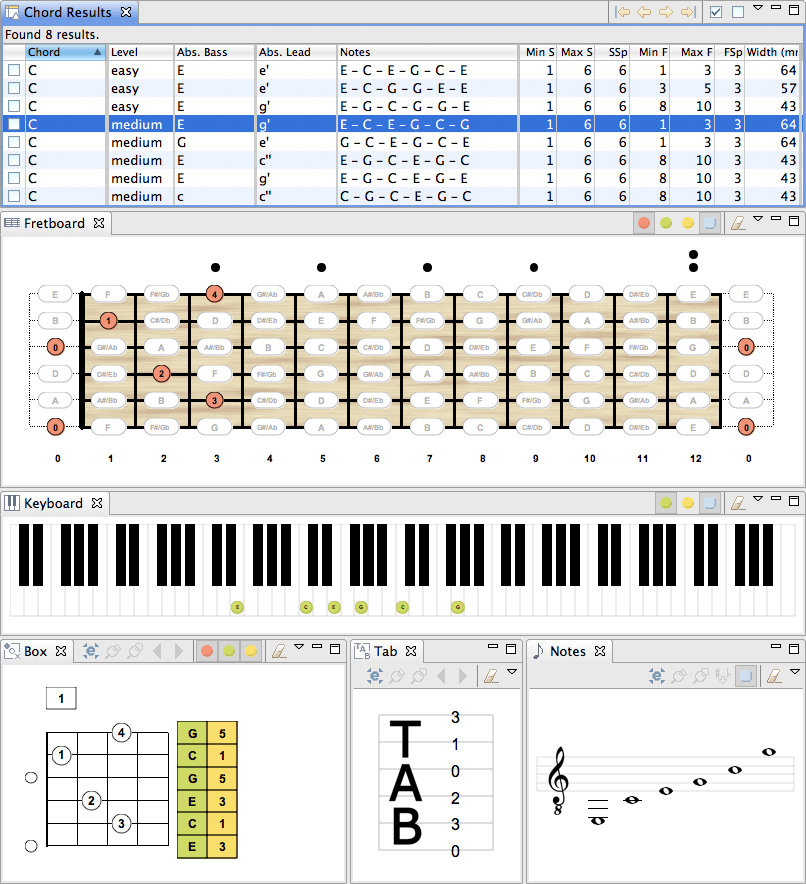 Chord Results
Found 8 results.
Chord Level Abs. Bass Abs. Lead Notes Min S Max S SSp Min F Max F FSp Width (mr
C easy E e' E – C – E – G – C – E 1 6 6 1 3 3 64
C easy E e' E – C – G – G – E – E 1 6 6 3 5 3 57
C easy E g' E – G – C – G – C – G 1 6 6 8 10 3 43
C medium E g' E – C – E – G – C – G 1 6 6 1 3 3 64
C medium G e' G – C – E – G – C – E 1 6 6 1 3 3 64
C medium E c'' E – G – C – E – G – C 1 6 6 8 10 3 43
C medium E g' E – G – C – E – C – G 1 6 6 8 10 3 43
C medium c c'' C – G – C – E – G – C 1 6 6 8 10 3 43
Fretboard
E F F#/Gb 4 G#/Ab A A#/Bb B C C#/Db D D#/Eb E E
B 1 C#/Db D D#/Eb E F F#/Gb G G#/Ab A A#/Bb B B
0 G#/Ab A A#/Bb B C C#/Db D D#/Eb E F F#/Gb G 0
D D#/Eb 2 F F#/Gb G G#/Ab A A#/Bb B C C#/Db D D
A A#/Bb B 3 C#/Db D D#/Eb E F F#/Gb G G#/Ab A A
0 F F#/Gb G G#/Ab A A#/Bb B C C#/Db D D#/Eb E 0
0 1 2 3 4 5 6 7 8 9 10 11 12 0
Keyboard
E C E G C G
Box
1
4 G 5
1 C 1
G 5
2 E 3
3 C 1
E 3
Tab
TAB
3
1
0
2
3
0
Notes
8